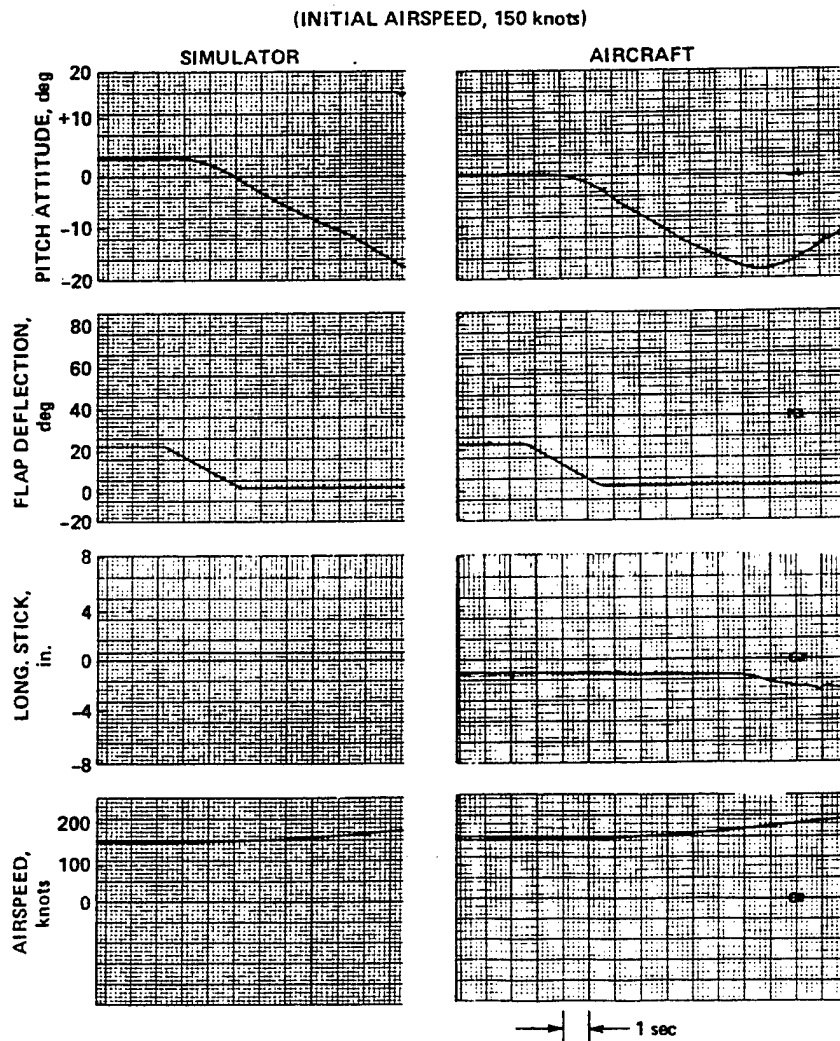 (INITIAL AIRSPEED, 150 knots)
SIMULATOR
AIRCRAFT
PITCH ATTITUDE, deg
20
+10
0
-10
-20
FLAP DEFLECTION,
deg
80
60
40
20
0
-20
LONG. STICK,
in.
8
4
0
-4
-8
AIRSPEED,
knots
200
100
0
1 sec